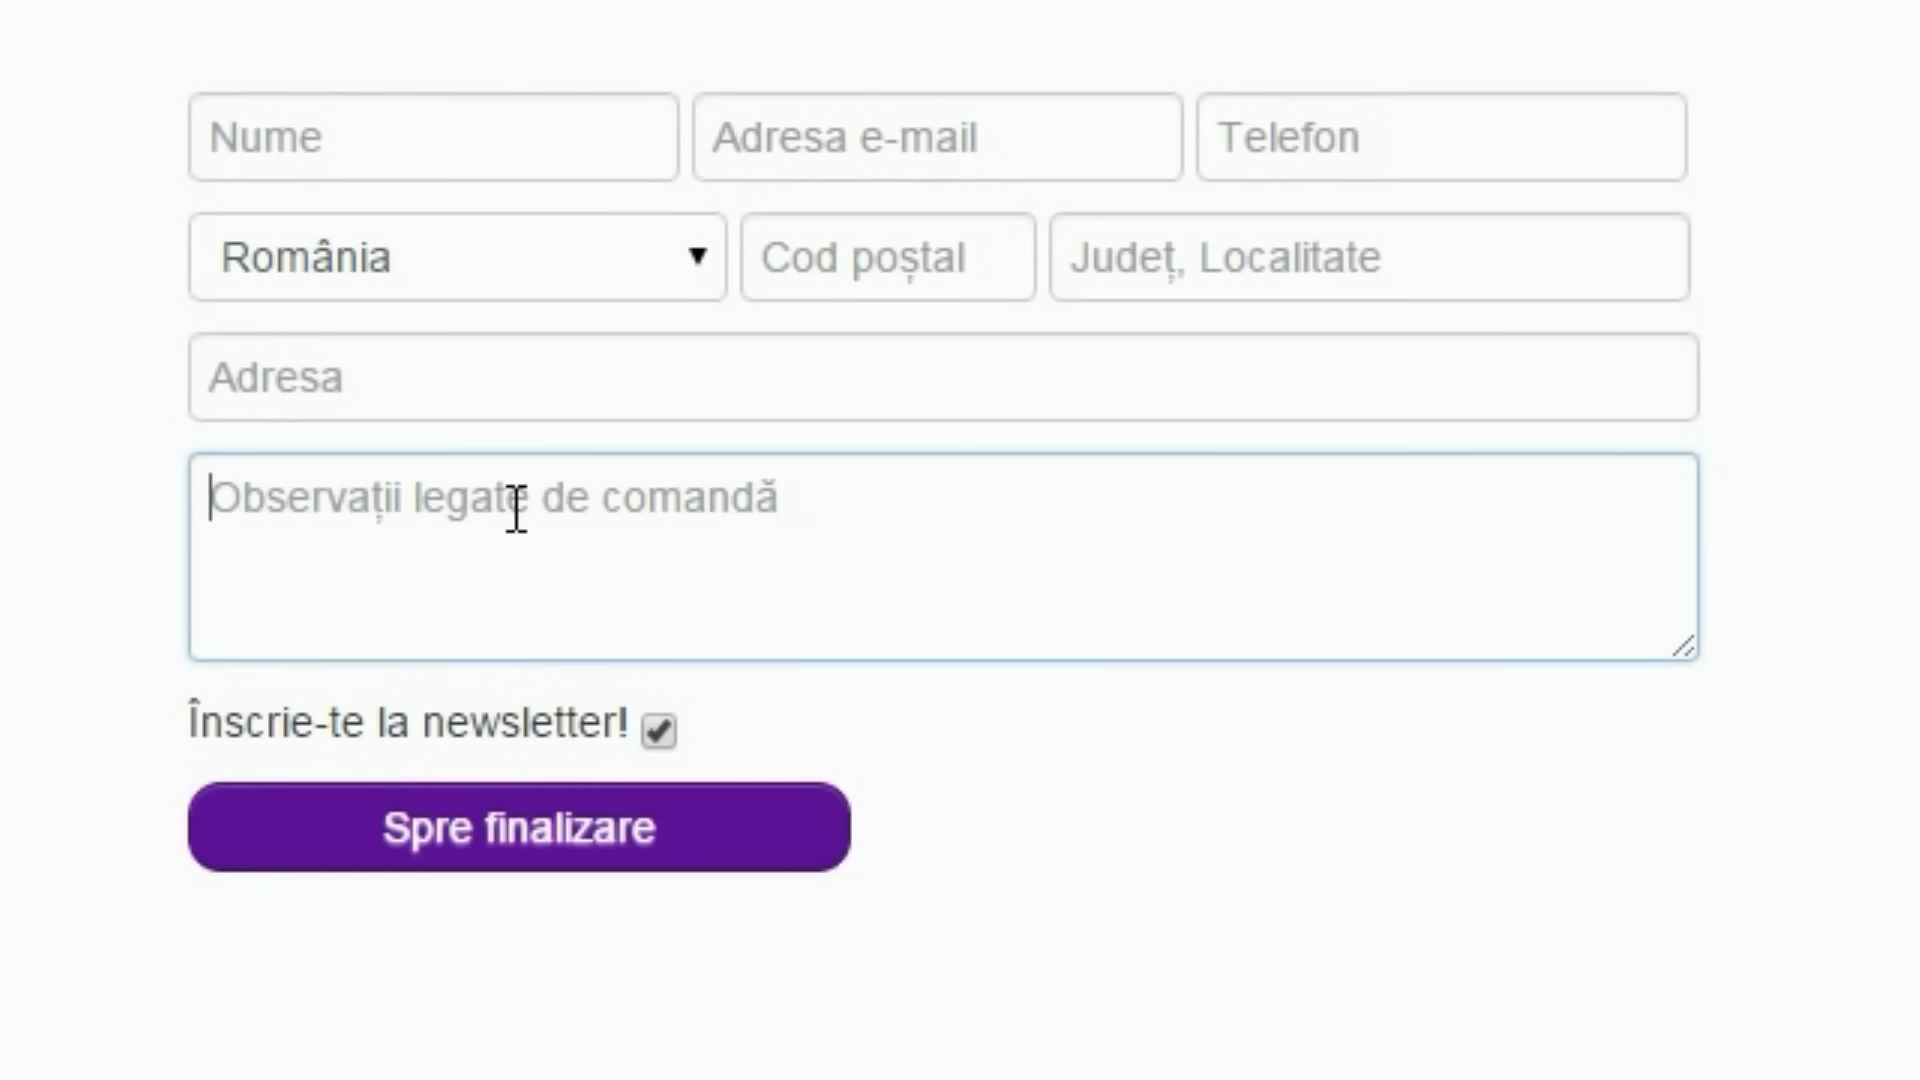 Nume Adresa e-mail Telefon
România Cod poștal Județ, Localitate
Adresa
Observații legate de comandă
Înscrie-te la newsletter!
Spre finalizare